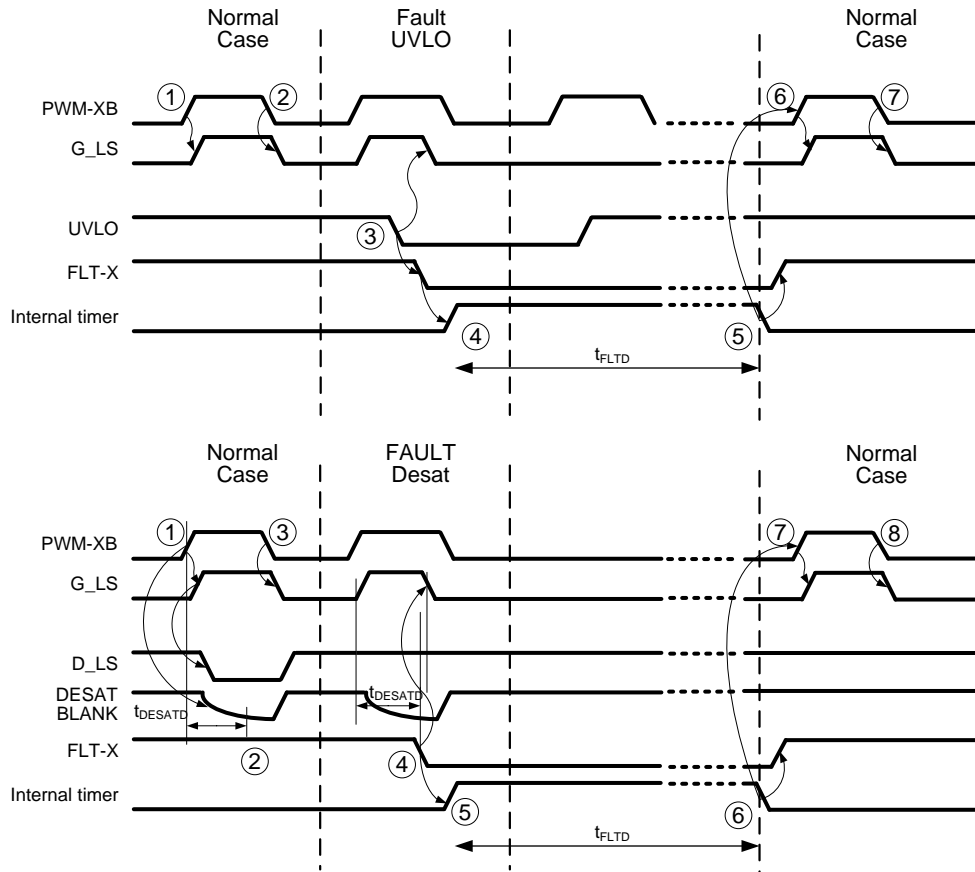 Normal
Case
Fault
UVLO
Normal
Case
PWM-XB
1
2
6
7
G_LS
UVLO
3
FLT-X
Internal timer
4
5
tFLTD
Normal
Case
FAULT
Desat
Normal
Case
PWM-XB
1
3
7
8
G_LS
D_LS
DESAT
BLANK
tDESATD
tDESATD
2
FLT-X
4
Internal timer
5
6
tFLTD